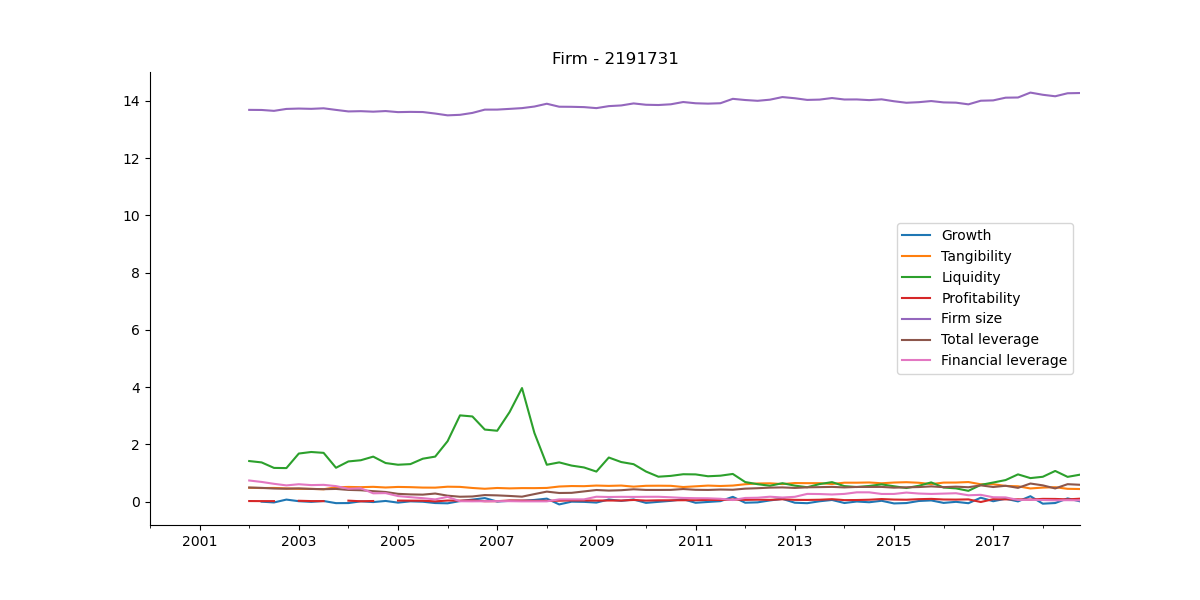 Firm - 2191731
14
12
10
8
6
4
2
0
Growth
Tangibility
Liquidity
Profitability
Firm size
Total leverage
Financial leverage
2001 2003 2005 2007 2009 2011 2013 2015 2017